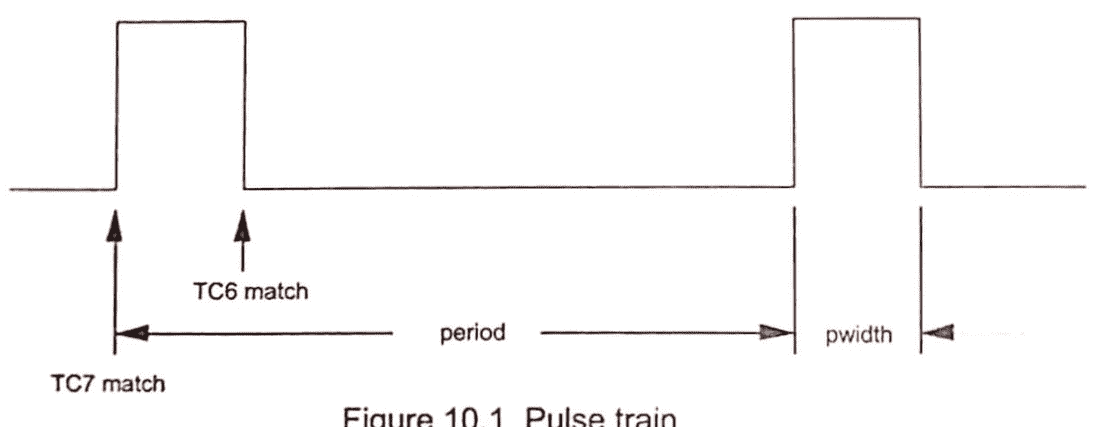 TC6 match
period
pwidth
TC7 match
Figure 10.1 Pulse train